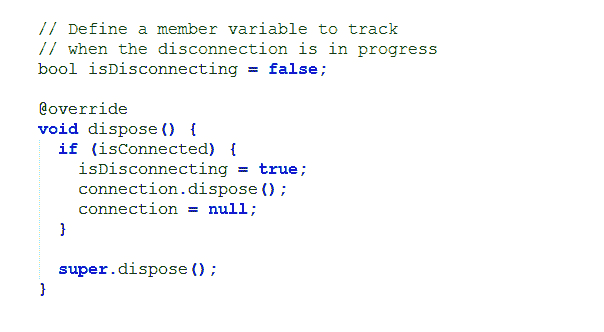 // Define a member variable to track
// when the disconnection is in progress
bool isDisconnecting = false;

@override
void dispose() {
  if (isConnected) {
    isDisconnecting = true;
    connection.dispose();
    connection = null;
  }

  super.dispose();
}